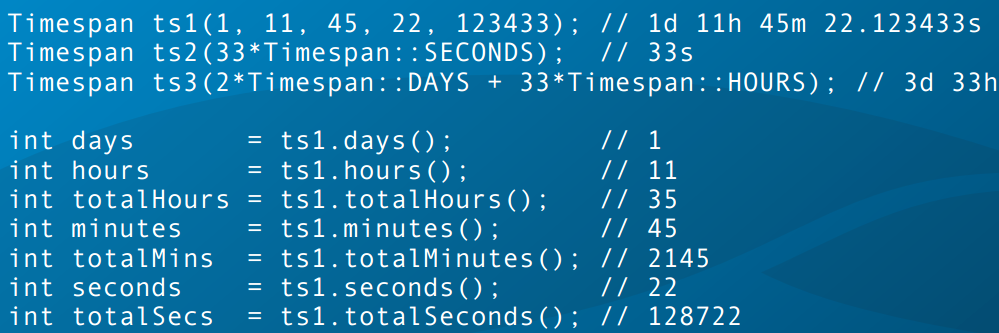 Timespan ts1(1, 11, 45, 22, 123433); // 1d 11h 45m 22.123433s
Timespan ts2(33*Timespan::SECONDS);  // 33s
Timespan ts3(2*Timespan::DAYS + 33*Timespan::HOURS); // 3d 33h
int days       = ts1.days();         // 1
int hours      = ts1.hours();        // 11
int totalHours = ts1.totalHours();   // 35
int minutes    = ts1.minutes();      // 45
int totalMins  = ts1.totalMinutes(); // 2145
int seconds    = ts1.seconds();      // 22
int totalSecs  = ts1.totalSeconds(); // 128722